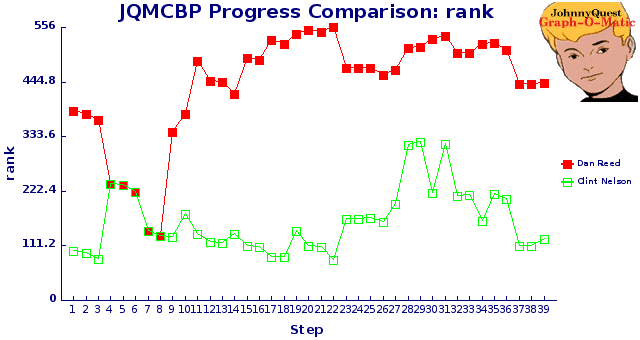 JQMCBP Progress Comparison: rank
JohnnyQuest
Graph-O-Matic
556
444.8
333.6
222.4
111.2
0
rank
1 2 3 4 5 6 7 8 9 10 11 12 13 14 15 16 17 18 19 20 21 22 23 24 25 26 27 28 29 30 31 32 33 34 35 36 37 38 39
Step
Dan Reed
Clint Nelson